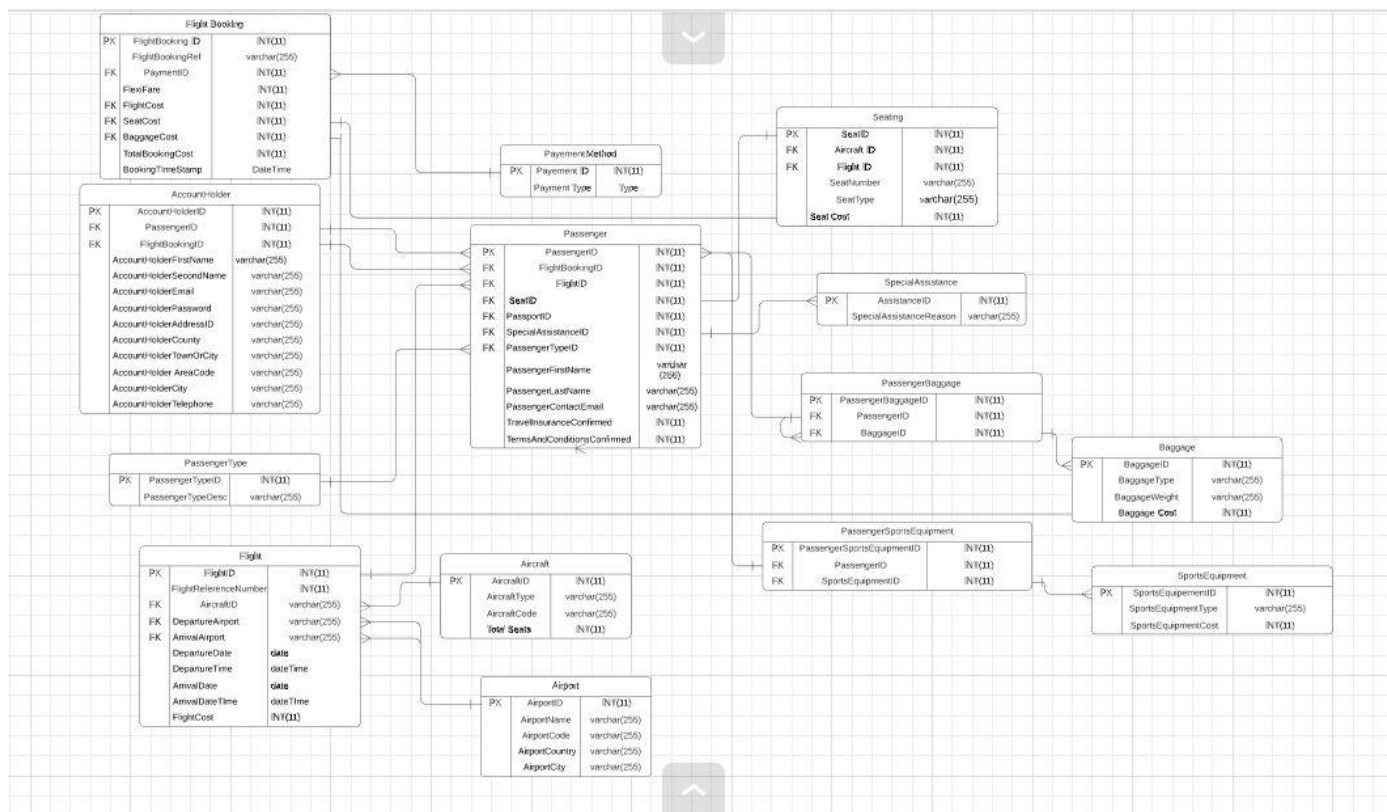 Flight Booking
PK FlightBooking ID INT(11)
FlightBookingRef varchar(255)
FK PaymentID INT(11)
FlexiFare INT(11)
FK FlightCost INT(11)
FK SeatCost INT(11)
FK BaggageCost INT(11)
TotalBookingCost INT(11)
BookingTimeStamp DateTime
AccountHolder
PK AccountHolderID INT(11)
FK PassengerID INT(11)
FK FlightBookingID INT(11)
AccountHolderFirstName varchar(255)
AccountHolderSecondName varchar(255)
AccountHolderEmail varchar(255)
AccountHolderPassword varchar(255)
AccountHolderAddressID varchar(255)
AccountHolderCounty varchar(255)
AccountHolderTownOrCity varchar(255)
AccountHolder AreaCode varchar(255)
AccountHolderCity varchar(255)
AccountHolderTelephone varchar(255)
PassengerType
PK PassengerTypeID INT(11)
PassengerTypeDesc varchar(255)
Flight
PK FlightID INT(11)
FlightReferenceNumber INT(11)
FK AircraftID varchar(255)
FK DepartureAirport varchar(255)
FK ArrivalAirport varchar(255)
DepartureDate date
DepartureTime dateTime
ArrivalDate date
ArrivalDateTIme dateTIme
FlightCost INT(11)
Payement Method
PK Payement ID INT(11)
Payment Type Type
Passenger
PK PassengerID INT(11)
FK FlightBookingID INT(11)
FK FlightID INT(11)
FK SeatID INT(11)
FK PassportID INT(11)
FK SpecialAssistanceID INT(11)
FK PassengerTypeID INT(11)
PassengerFirstName varchar
(255)
PassengerLastName varchar(255)
PassengerContactEmail varchar(255)
TravelInsuranceConfirmed INT(11)
TermsAndConditionsConfirmed INT(11)
Aircraft
PK AircraftID INT(11)
AircraftType varchar(255)
AircraftCode varchar(255)
Total Seats INT(11)
Airport
PK AirportID INT(11)
AirportName varchar(255)
AirportCode varchar(255)
AirportCountry varchar(255)
AirportCity varchar(255)
Seating
PK SeatID INT(11)
FK Aircraft ID INT(11)
FK Flight ID INT(11)
SeatNumber varchar(255)
SeatType varchar(255)
Seat Cost INT(11)
SpecialAssistance
PK AssistanceID INT(11)
SpecialAssistanceReason varchar(255)
PassengerBaggage
PK PassengerBaggageID INT(11)
FK PassengerID INT(11)
FK BaggageID INT(11)
Baggage
PK BaggageID INT(11)
BaggageType varchar(255)
BaggageWeight varchar(255)
Baggage Cost INT(11)
PassengerSportsEquipment
PK PassengerSportsEquipmentID INT(11)
FK PassengerID INT(11)
FK SportsEquipmentID INT(11)
SportsEquipment
PK SportsEquipementID INT(11)
SportsEquipmentType varchar(255)
SportsEquipmentCost INT(11)